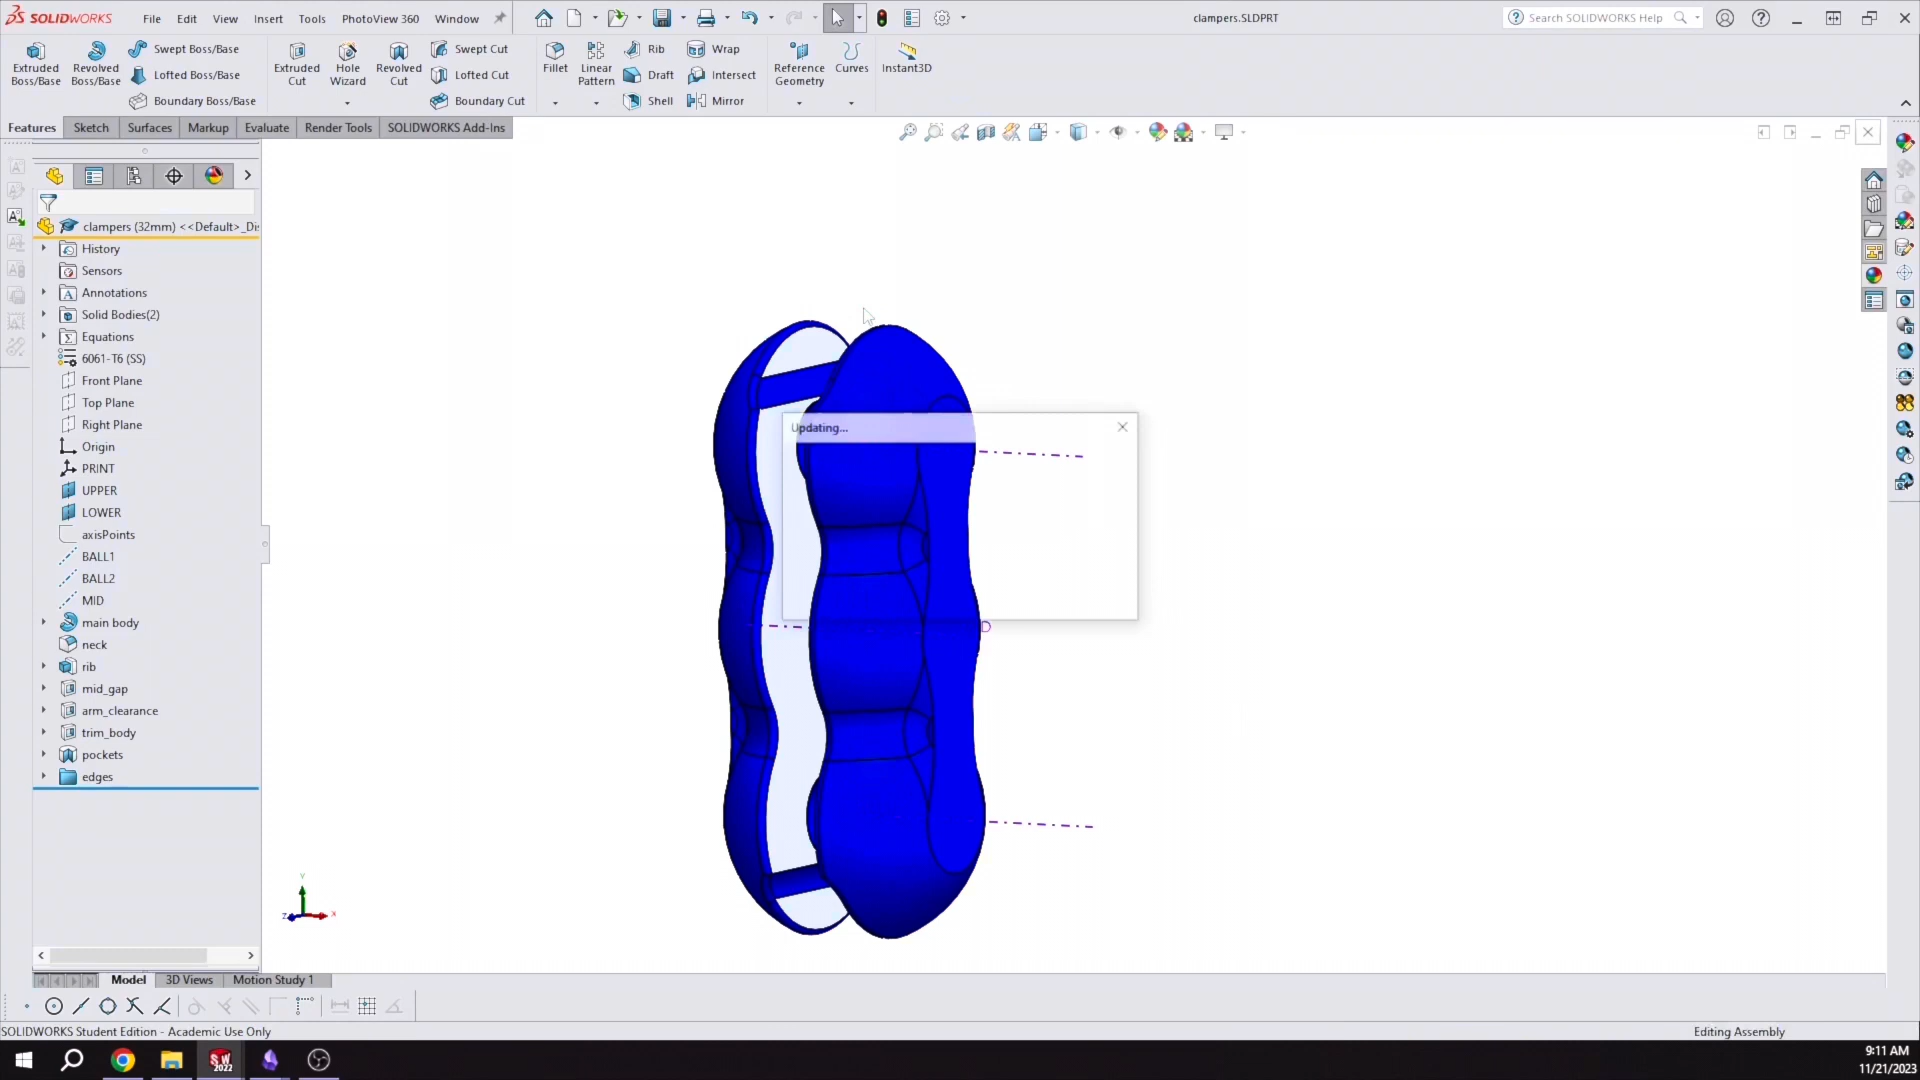 SOLIDWORKS
File Edit View Insert Tools PhotoView 360 Window
clampers.SLDPRT
Search SOLIDWORKS Help
Extruded Boss/Base
Revolved Boss/Base
Swept Boss/Base
Lofted Boss/Base
Boundary Boss/Base
Extruded Cut
Hole Wizard
Revolved Cut
Swept Cut
Lofted Cut
Boundary Cut
Fillet
Linear Pattern
Rib
Draft
Shell
Wrap
Intersect
Mirror
Reference Geometry
Curves
Instant3D
Features Sketch Surfaces Markup Evaluate Render Tools SOLIDWORKS Add-Ins
clampers (32mm) <<Default>_Di
History
Sensors
Annotations
Solid Bodies(2)
Equations
6061-T6 (SS)
Front Plane
Top Plane
Right Plane
Origin
PRINT
UPPER
LOWER
axisPoints
BALL1
BALL2
MID
main body
neck
rib
mid_gap
arm_clearance
trim_body
pockets
edges
Updating...
D
Y
Z X
Model 3D Views Motion Study 1
SOLIDWORKS Student Edition - Academic Use Only
Editing Assembly
SW 2022
9:11 AM
11/21/2023